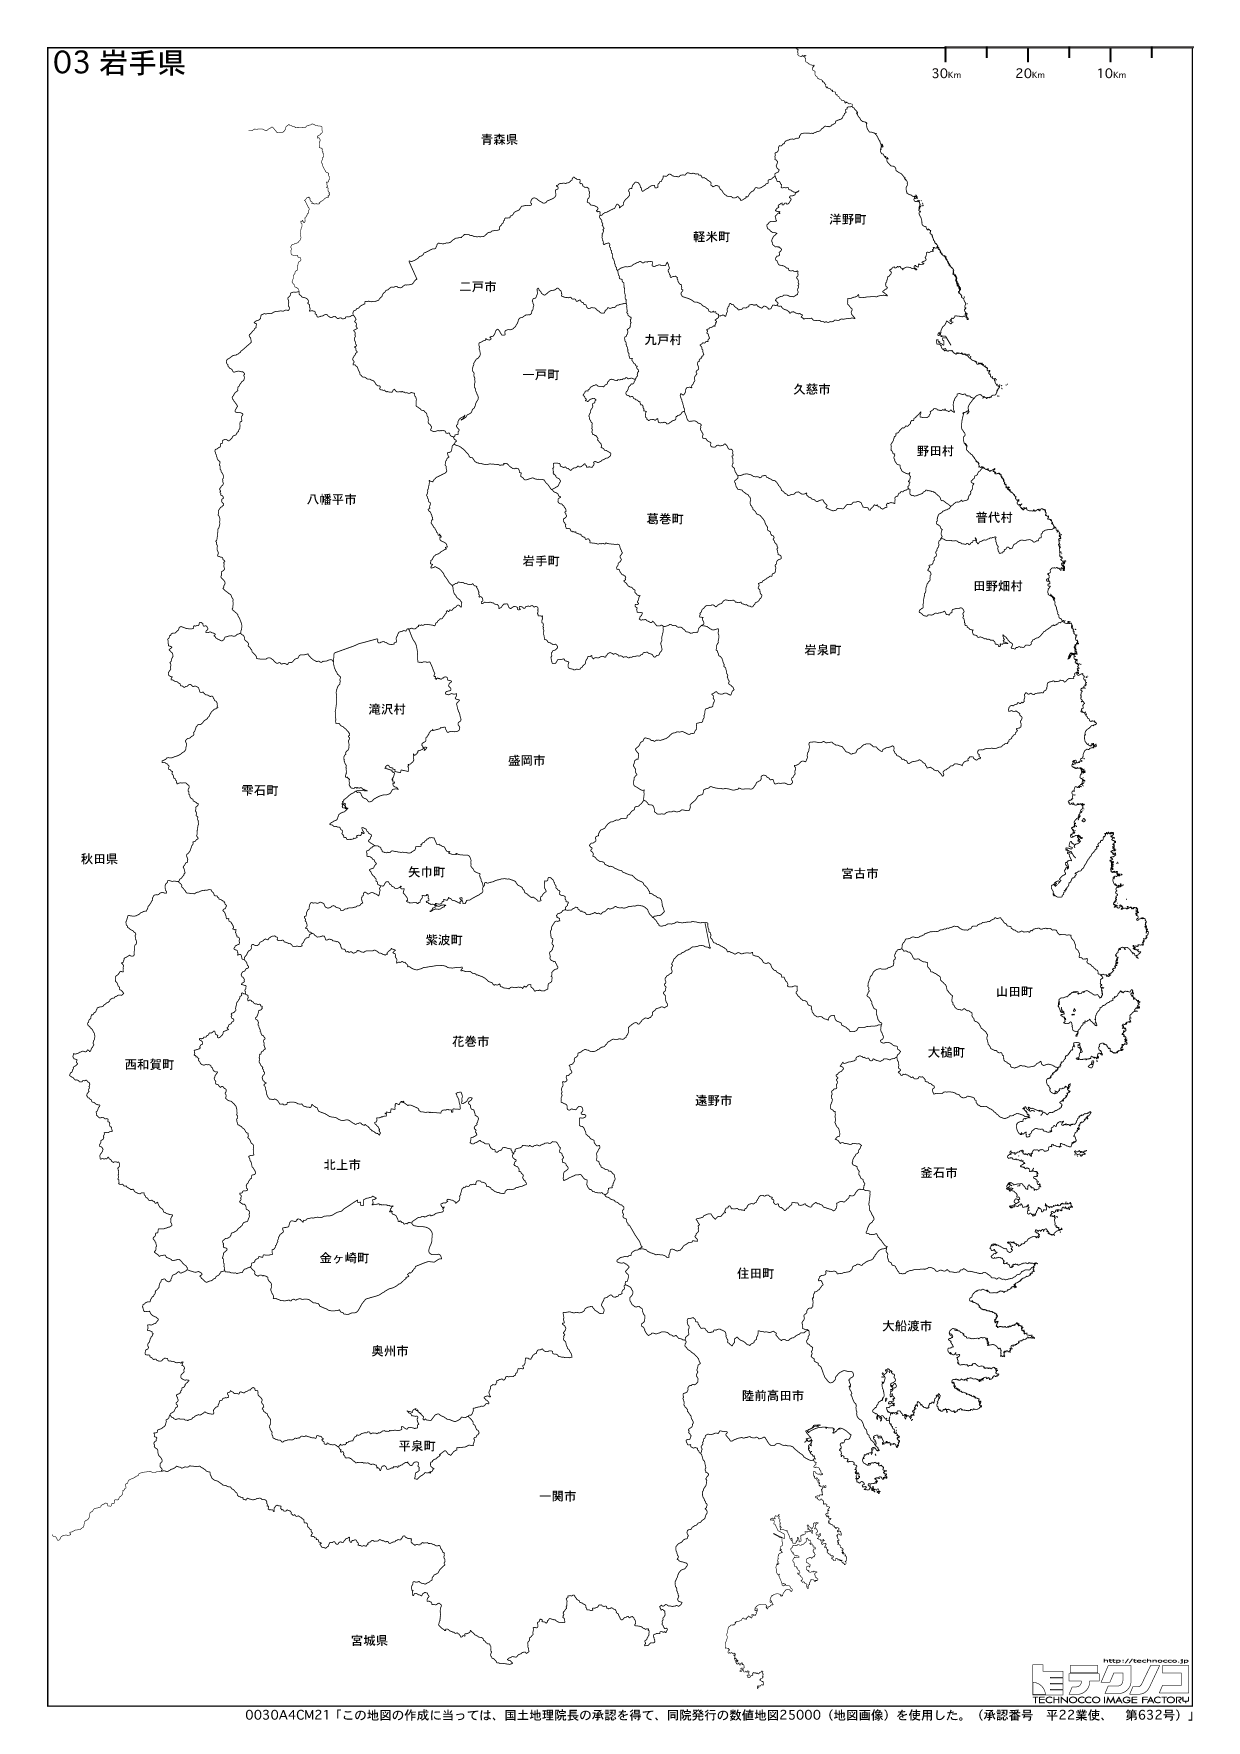 03 岩手県
30Km 20Km 10Km
青森県
洋野町
軽米町
二戸市
九戸村
一戸町
久慈市
野田村
八幡平市
葛巻町
普代村
岩手町
田野畑村
岩泉町
滝沢村
盛岡市
雫石町
秋田県
矢巾町
宮古市
紫波町
山田町
花巻市
大槌町
西和賀町
遠野市
北上市
釜石市
金ヶ崎町
住田町
大船渡市
奥州市
陸前高田市
平泉町
一関市
宮城県
http://technocco.jp
テクノコ
TECHNOCCO IMAGE FACTORY
0030A4CM21「この地図の作成に当っては、国土地理院長の承認を得て、同院発行の数値地図25000（地図画像）を使用した。（承認番号　平22業使、　第632号）」